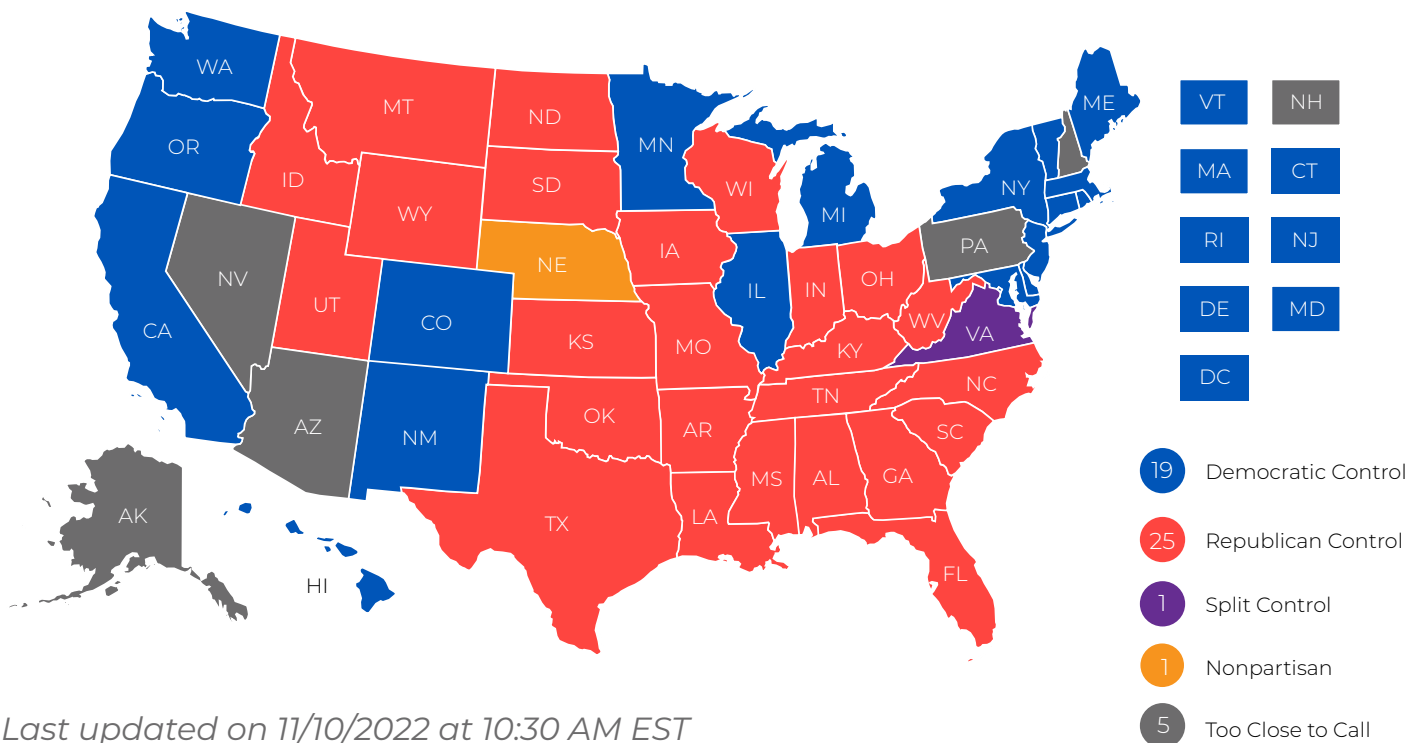 WA
OR
CA
NV
ID
MT
WY
UT
AZ
CO
NM
ND
SD
NE
KS
OK
TX
MN
IA
MO
AR
LA
WI
IL
MI
IN
OH
KY
TN
MS
AL
GA
FL
SC
NC
VA
WV
PA
NY
ME
AK
HI
VT NH
MA CT
RI NJ
DE MD
DC
19 Democratic Control
25 Republican Control
1 Split Control
1 Nonpartisan
5 Too Close to Call
Last updated on 11/10/2022 at 10:30 AM EST